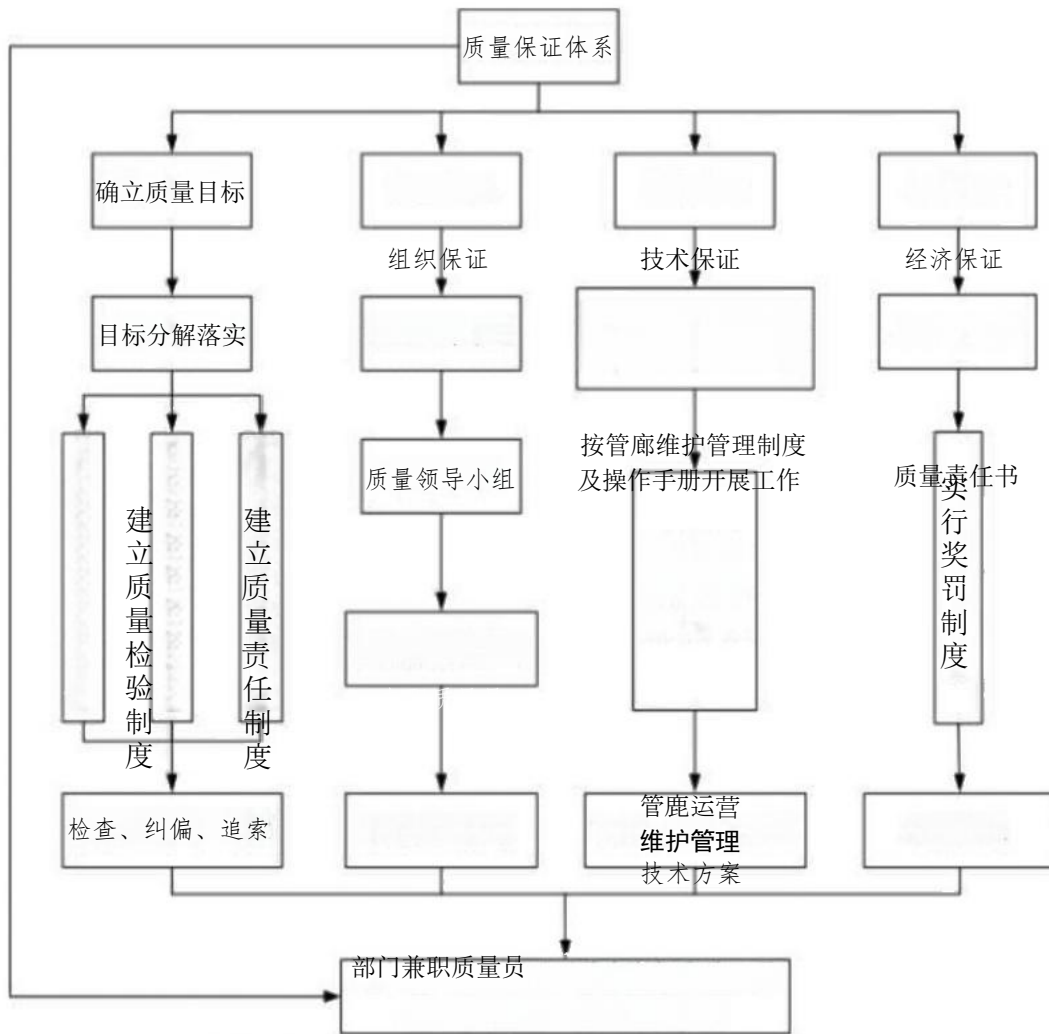 质量保证体系
确立质量目标
组织保证
技术保证
经济保证
目标分解落实
质量领导小组
按管廊维护管理制度
及操作手册开展工作
质量责任书
建立质量检验制度
建立质量责任制度
实行奖罚制度
检查、纠偏、追索
管鹿运营
维护管理
技术方案
部门兼职质量员